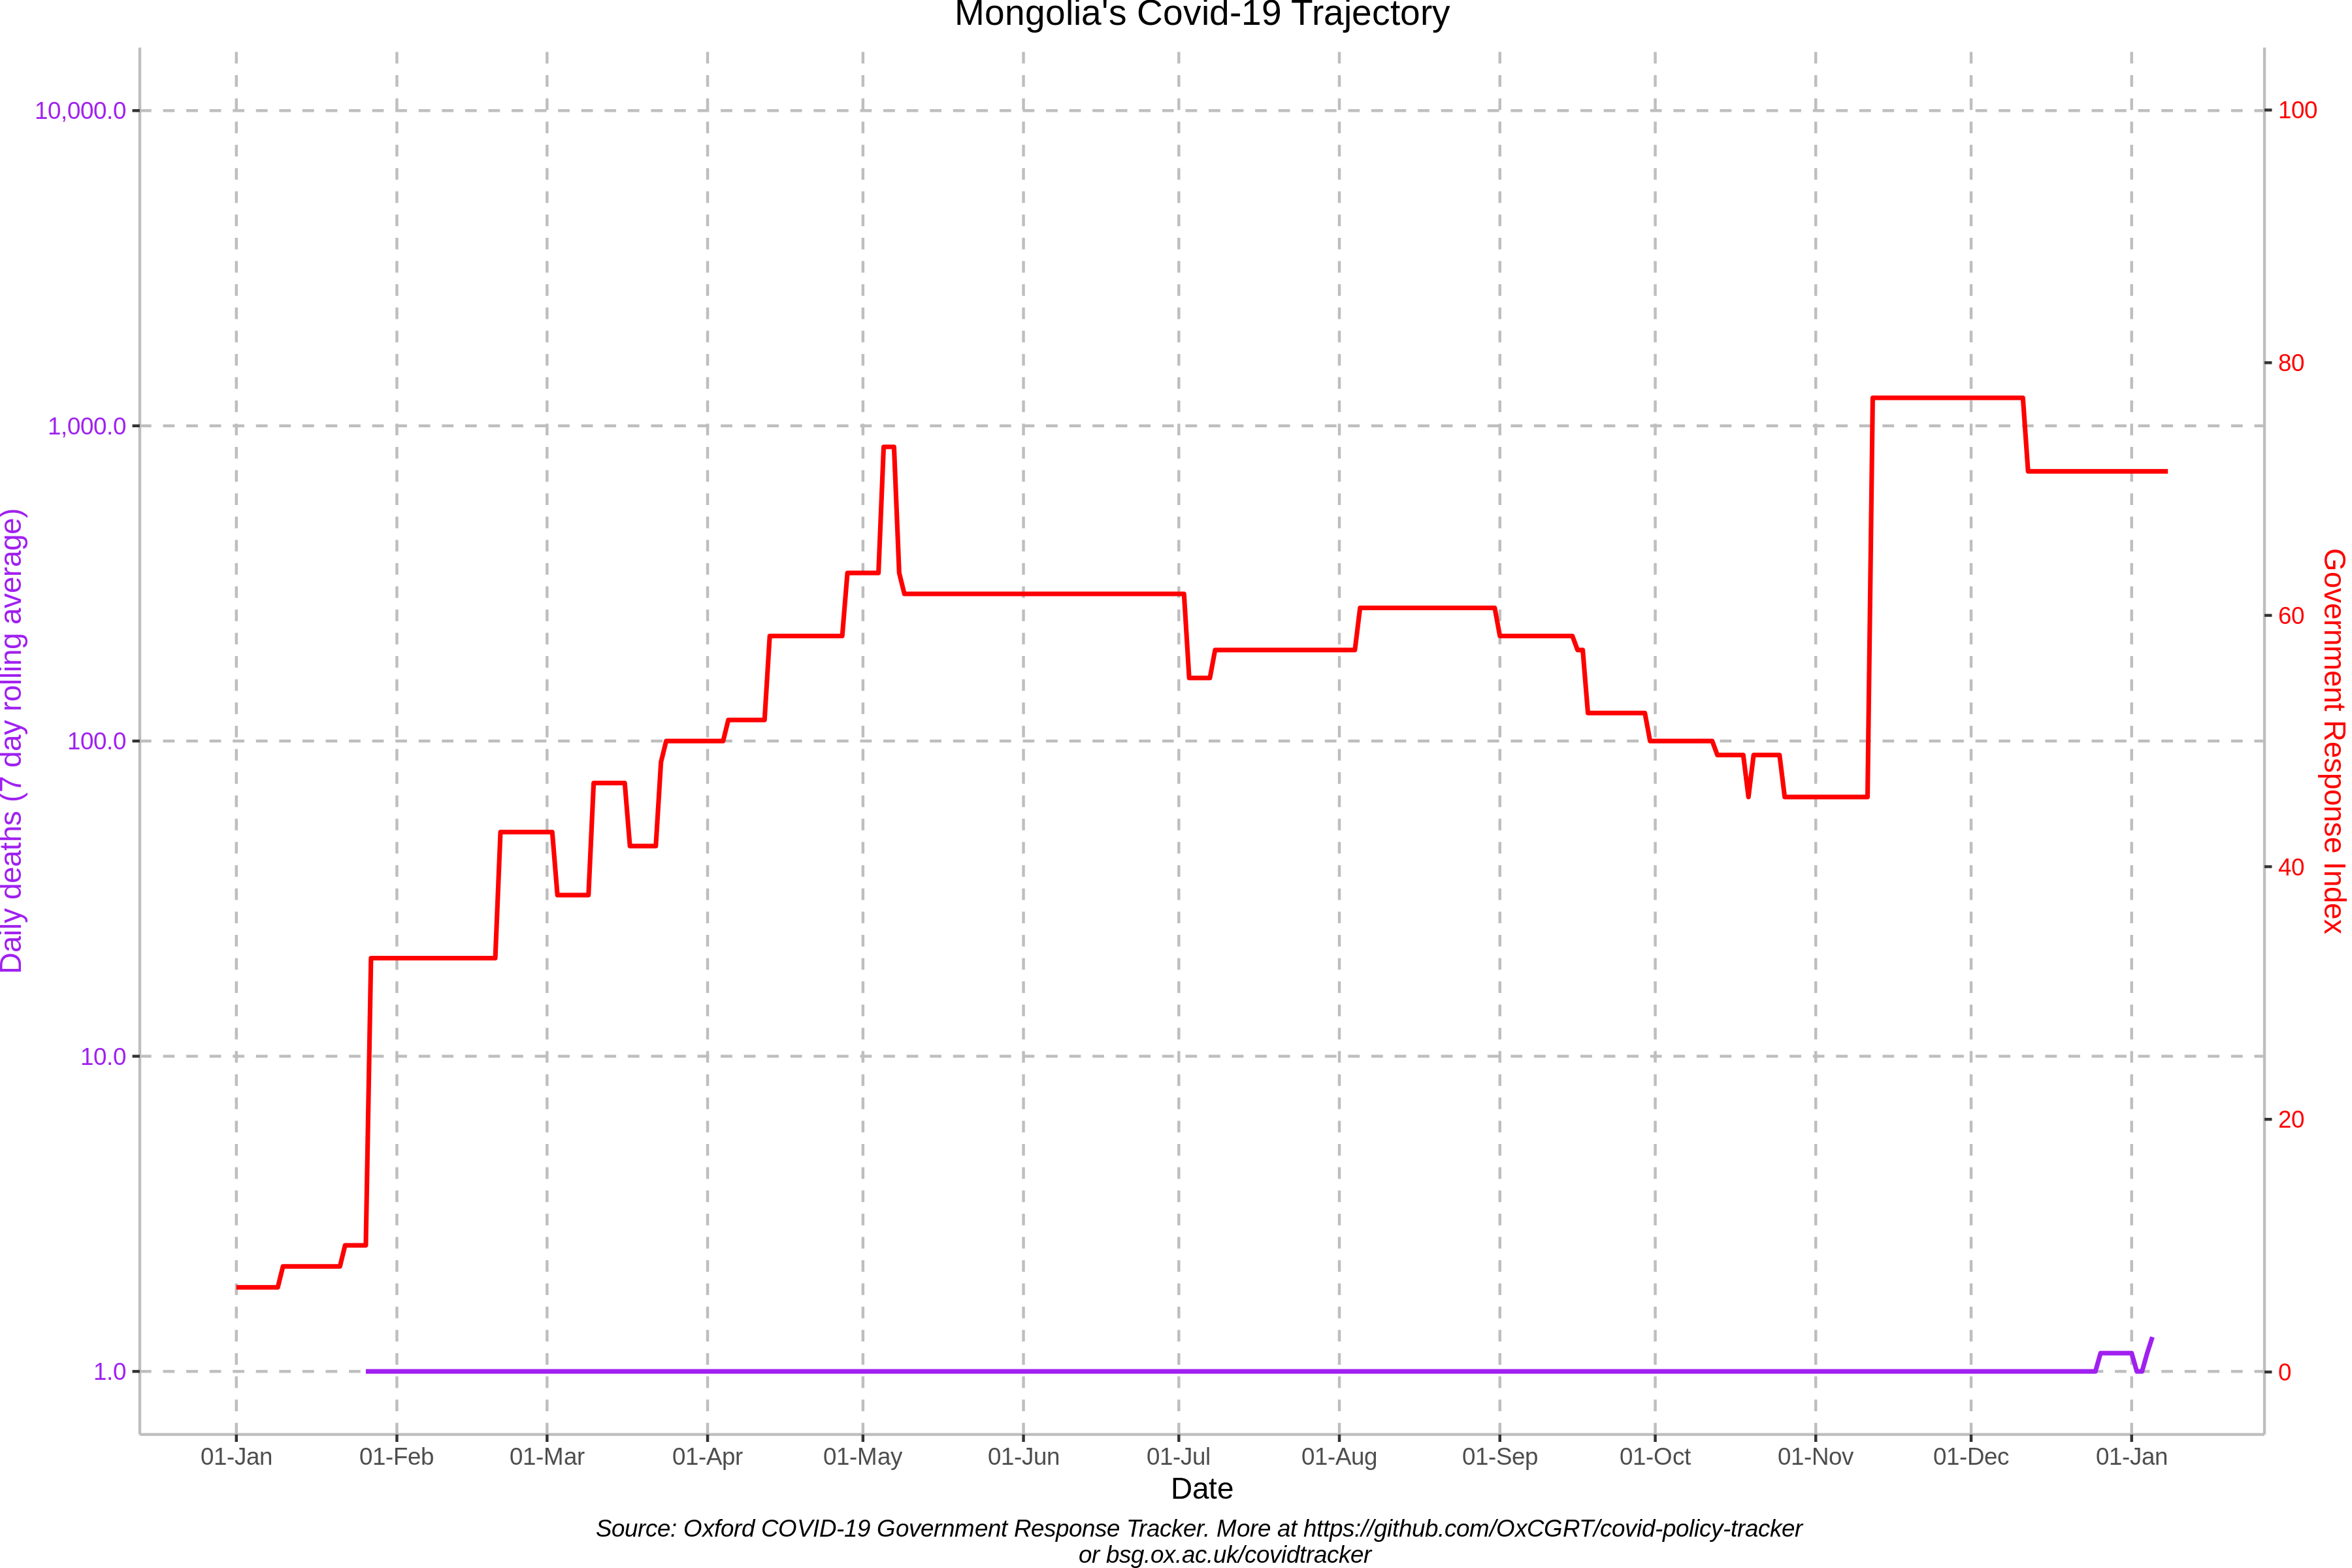 Mongolia's Covid-19 Trajectory
10,000.0
1,000.0
100.0
10.0
1.0
Daily deaths (7 day rolling average)
100
80
60
40
20
0
Government Response Index
01-Jan 01-Feb 01-Mar 01-Apr 01-May 01-Jun 01-Jul 01-Aug 01-Sep 01-Oct 01-Nov 01-Dec 01-Jan
Date
Source: Oxford COVID-19 Government Response Tracker. More at https://github.com/OxCGRT/covid-policy-tracker
or bsg.ox.ac.uk/covidtracker